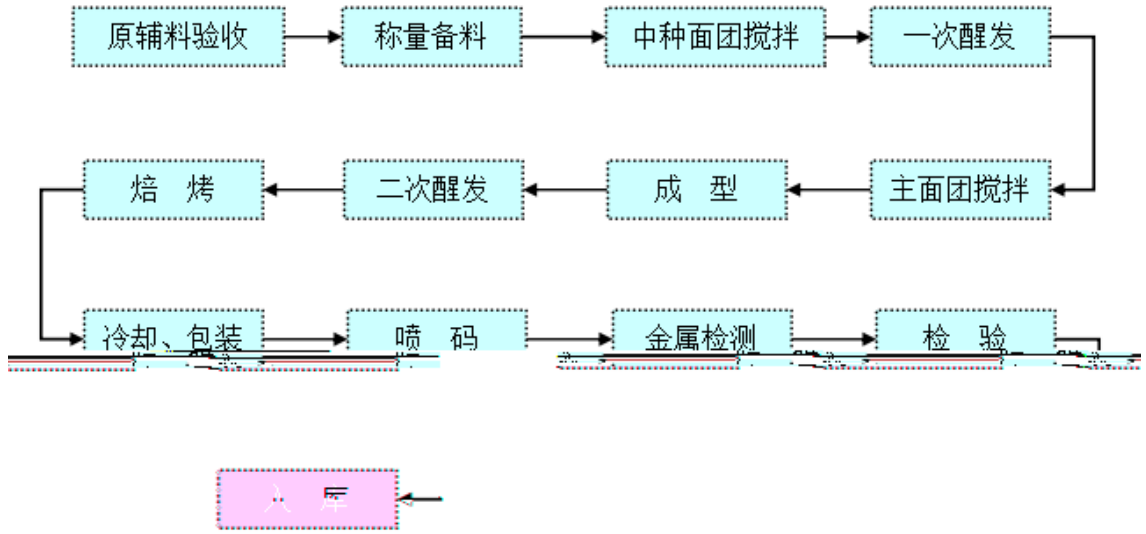 原辅料验收
称量备料
中种面团搅拌
一次醒发
主面团搅拌
成 型
二次醒发
焙 烤
冷却、包装
喷 码
金属检测
检 验
入 库